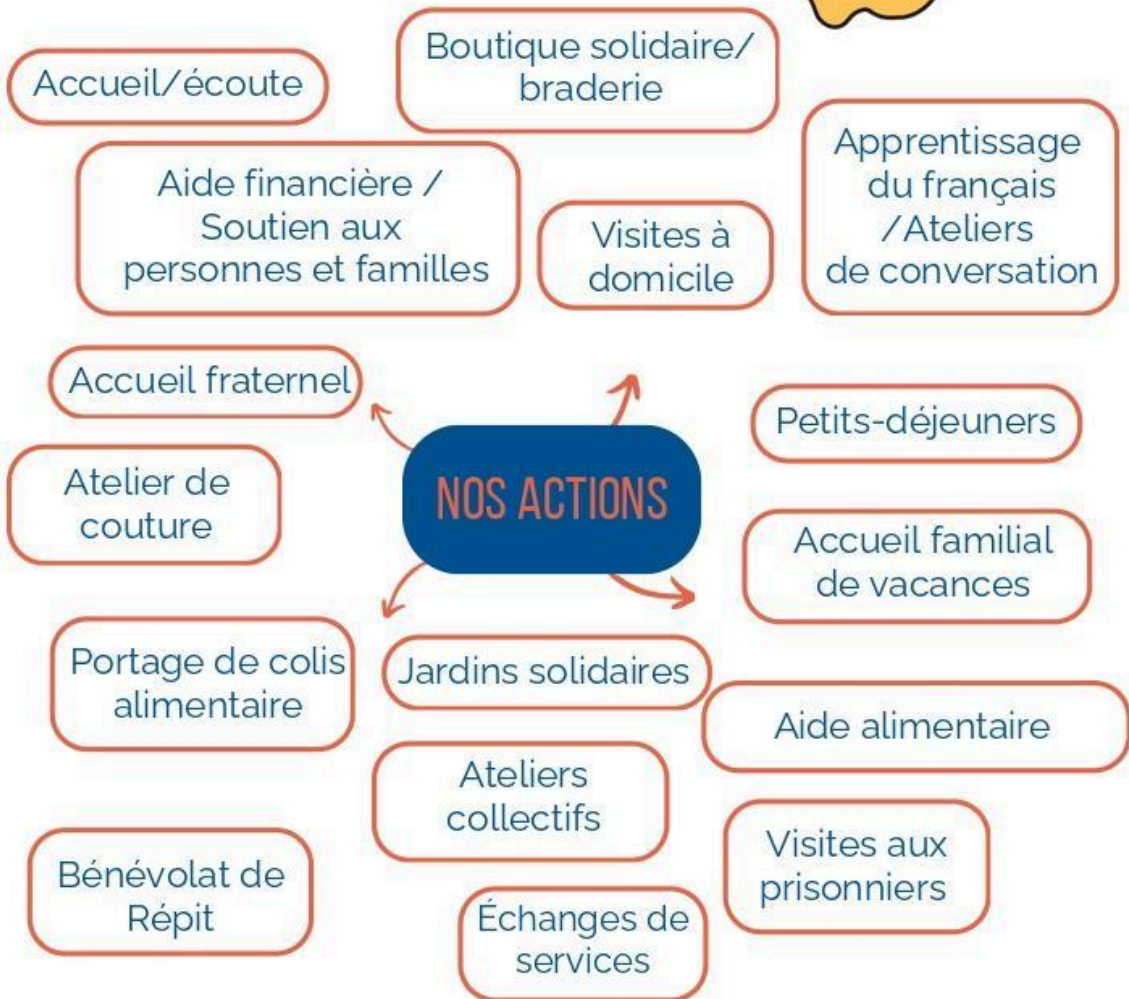 Accueil/écoute
Boutique solidaire/
braderie
Aide financière /
Soutien aux
personnes et familles
Visites à
domicile
Apprentissage
du français
/Ateliers
de conversation
Accueil fraternel
Petits-déjeuners
Atelier de
couture
NOS ACTIONS
Accueil familial
de vacances
Portage de colis
alimentaire
Jardins solidaires
Aide alimentaire
Ateliers
collectifs
Visites aux
prisonniers
Bénévolat de
Répit
Échanges de
services